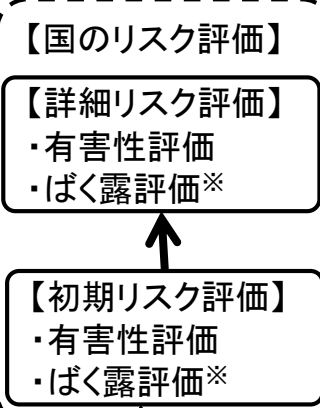 【国のリスク評価】
【詳細リスク評価】
・有害性評価
・ばく露評価※
【初期リスク評価】
・有害性評価
・ばく露評価※